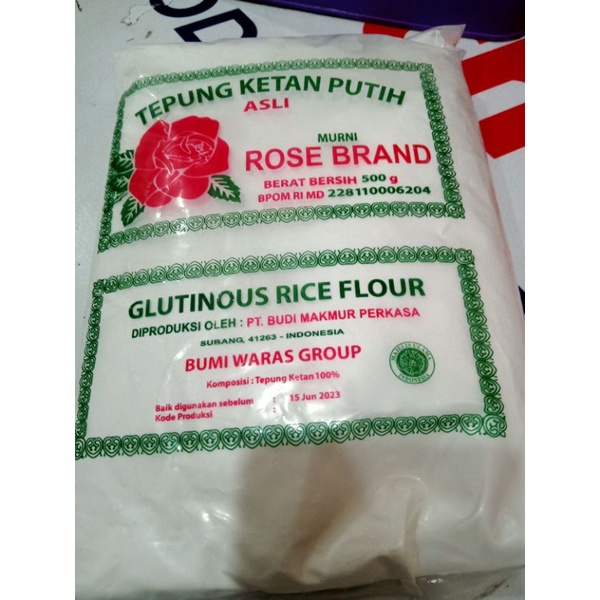 TEPUNG KETAN PUTIH
ASLI
MURNI
ROSE BRAND
BERAT BERSIH 500 g
BPOM RI MD 228110006204
GLUTINOUS RICE FLOUR
DIPRODUKSI OLEH : PT. BUDI MAKMUR PERKASA
SUBANG, 41263 - INDONESIA
BUMI WARAS GROUP
Komposisi : Tepung Ketan 100%
Baik digunakan sebelum : 15 Jun 2023
Kode Produksi :